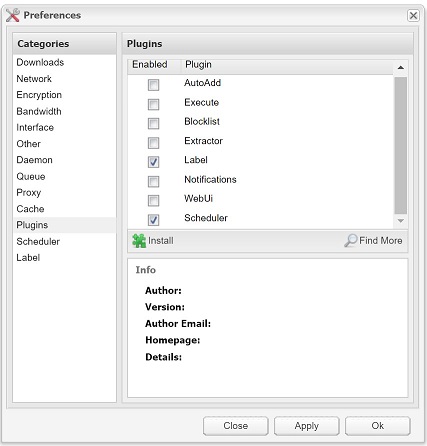 Preferences
Categories
Downloads
Network
Encryption
Bandwidth
Interface
Other
Daemon
Queue
Proxy
Cache
Plugins
Scheduler
Label
Plugins
Enabled Plugin
AutoAdd
Execute
Blocklist
Extractor
Label
Notifications
WebUi
Scheduler
Install Find More
Info
Author:
Version:
Author Email:
Homepage:
Details:
Close Apply Ok